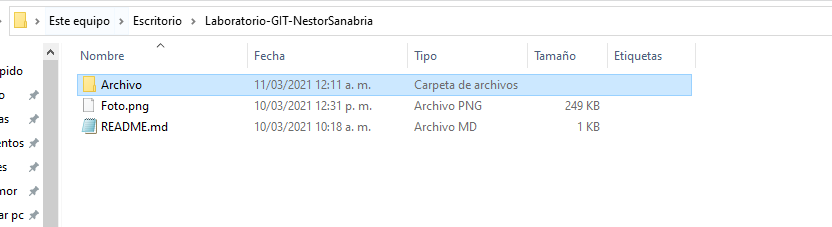 Este equipo > Escritorio > Laboratorio-GIT-NestorSanabria
Nombre Fecha Tipo Tamaño Etiquetas
pido
Archivo 11/03/2021 12:11 a. m. Carpeta de archivos
o Foto.png 10/03/2021 12:31 p. m. Archivo PNG 249 KB
as README.md 10/03/2021 10:18 a. m. Archivo MD 1 KB
entos
es
mor
ar pc